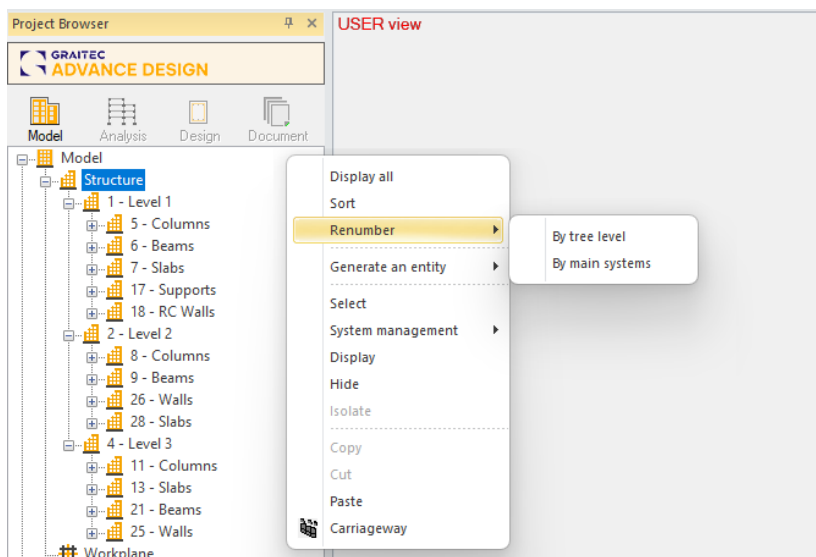 Project Browser
USER view
GRAITEC
ADVANCE DESIGN
Model
Analysis
Design
Document
Model
Structure
1 - Level 1
5 - Columns
6 - Beams
7 - Slabs
17 - Supports
18 - RC Walls
2 - Level 2
8 - Columns
9 - Beams
26 - Walls
28 - Slabs
4 - Level 3
11 - Columns
13 - Slabs
21 - Beams
25 - Walls
Workplane
Display all
Sort
Renumber
Generate an entity
Select
System management
Display
Hide
Isolate
Copy
Cut
Paste
Carriageway
By tree level
By main systems